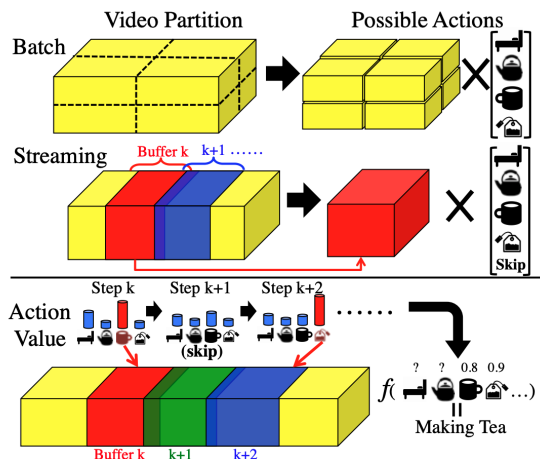 Video Partition
Possible Actions
Batch
Streaming
Buffer k
k+1 ......
Skip
Step k
Step k+1
Step k+2
Action
Value
(skip)
......
? ? 0.8 0.9
f( ...)
=
Making Tea
Buffer k
k+1
k+2